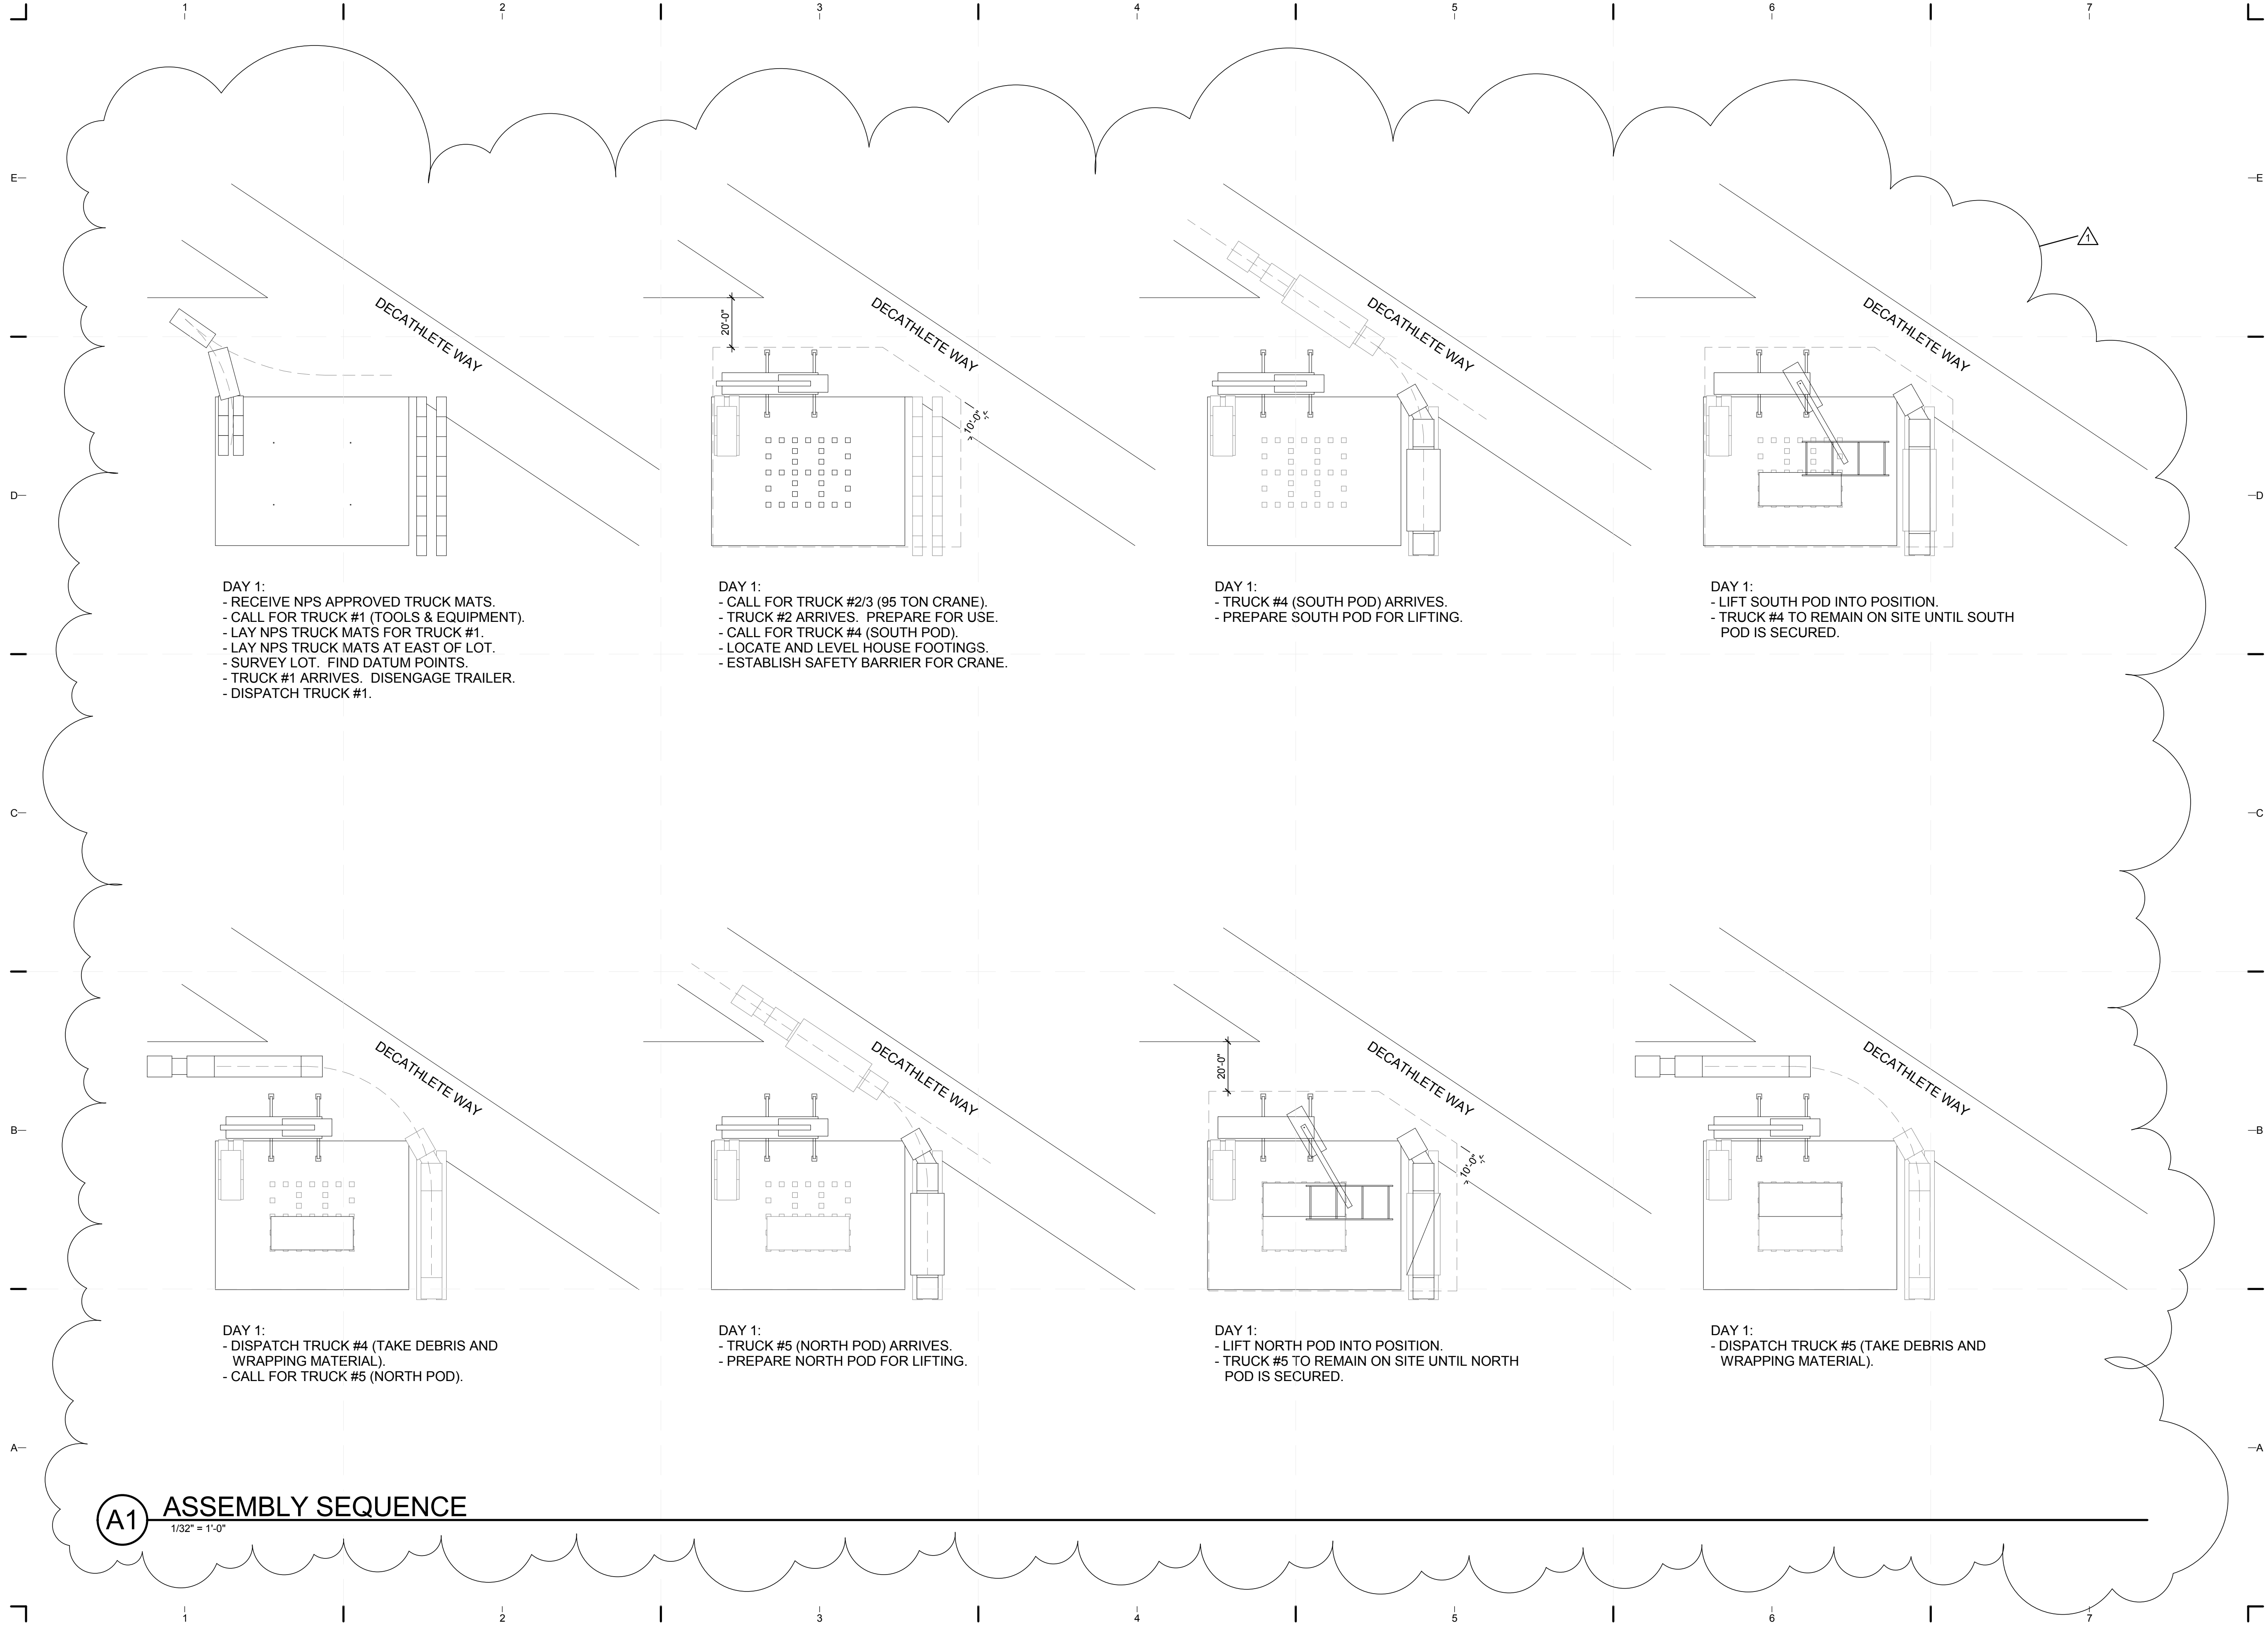 1 2 3 4 5 6 7
E E
1
DECATHLETE WAY
20'-0"
DECATHLETE WAY
10'-0"
DECATHLETE WAY
DECATHLETE WAY
D D
DAY 1:
- RECEIVE NPS APPROVED TRUCK MATS.
- CALL FOR TRUCK #1 (TOOLS & EQUIPMENT).
- LAY NPS TRUCK MATS FOR TRUCK #1.
- LAY NPS TRUCK MATS AT EAST OF LOT.
- SURVEY LOT. FIND DATUM POINTS.
- TRUCK #1 ARRIVES. DISENGAGE TRAILER.
- DISPATCH TRUCK #1.
DAY 1:
- CALL FOR TRUCK #2/3 (95 TON CRANE).
- TRUCK #2 ARRIVES. PREPARE FOR USE.
- CALL FOR TRUCK #4 (SOUTH POD).
- LOCATE AND LEVEL HOUSE FOOTINGS.
- ESTABLISH SAFETY BARRIER FOR CRANE.
DAY 1:
- TRUCK #4 (SOUTH POD) ARRIVES.
- PREPARE SOUTH POD FOR LIFTING.
DAY 1:
- LIFT SOUTH POD INTO POSITION.
- TRUCK #4 TO REMAIN ON SITE UNTIL SOUTH
POD IS SECURED.
C C
DECATHLETE WAY
DECATHLETE WAY
20'-0"
DECATHLETE WAY
10'-0"
DECATHLETE WAY
B B
DAY 1:
- DISPATCH TRUCK #4 (TAKE DEBRIS AND
WRAPPING MATERIAL).
- CALL FOR TRUCK #5 (NORTH POD).
DAY 1:
- TRUCK #5 (NORTH POD) ARRIVES.
- PREPARE NORTH POD FOR LIFTING.
DAY 1:
- LIFT NORTH POD INTO POSITION.
- TRUCK #5 TO REMAIN ON SITE UNTIL NORTH
POD IS SECURED.
DAY 1:
- DISPATCH TRUCK #5 (TAKE DEBRIS AND
WRAPPING MATERIAL).
A A
A1 ASSEMBLY SEQUENCE
1/32" = 1'-0"
1 2 3 4 5 6 7